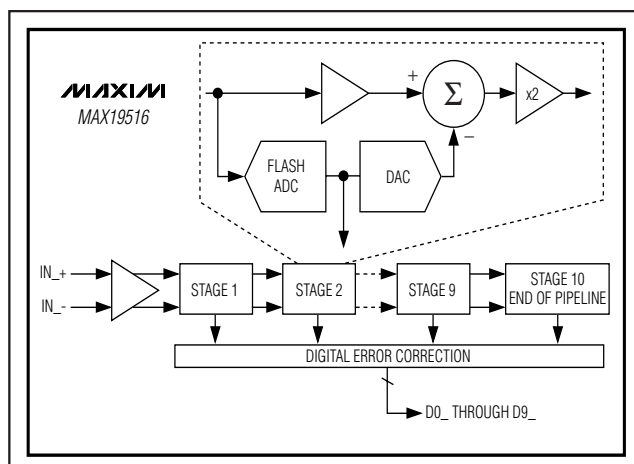 MAXIM
MAX19516
+
Σ
x2
−
FLASH
ADC
DAC
IN_+
IN_-
STAGE 1
STAGE 2
STAGE 9
STAGE 10
END OF PIPELINE
DIGITAL ERROR CORRECTION
D0_ THROUGH D9_